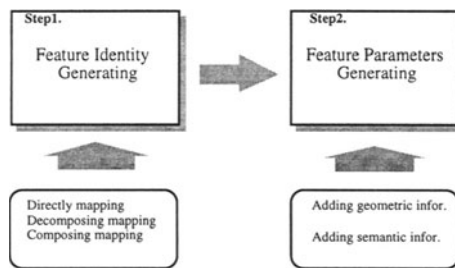 Step1.
Feature Identity
Generating
Step2.
Feature Parameters
Generating
Directly mapping
Decomposing mapping
Composing mapping
Adding geometric infor.
Adding semantic infor.